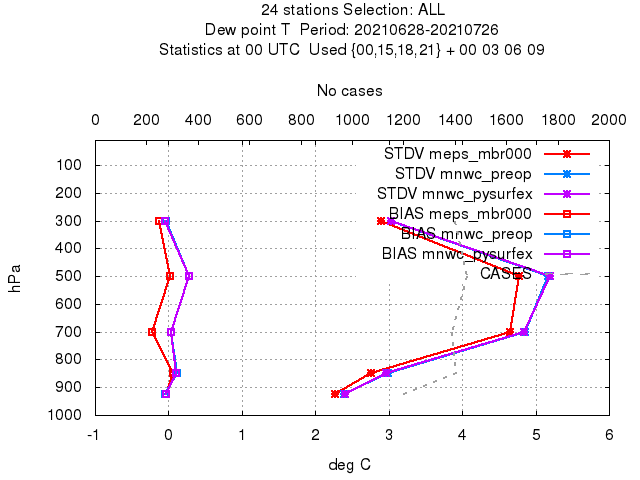 24 stations Selection: ALL
Dew point T  Period: 20210628-20210726
Statistics at 00 UTC  Used {00,15,18,21} + 00 03 06 09
No cases
0 200 400 600 800 1000 1200 1400 1600 1800 2000
STDV meps_mbr000
STDV mnwc_preop
STDV mnwc_pysurfex
BIAS meps_mbr000
BIAS mnwc_preop
BIAS mnwc_pysurfex
CASES
hPa
100
200
300
400
500
600
700
800
900
1000
-1 0 1 2 3 4 5 6
deg C